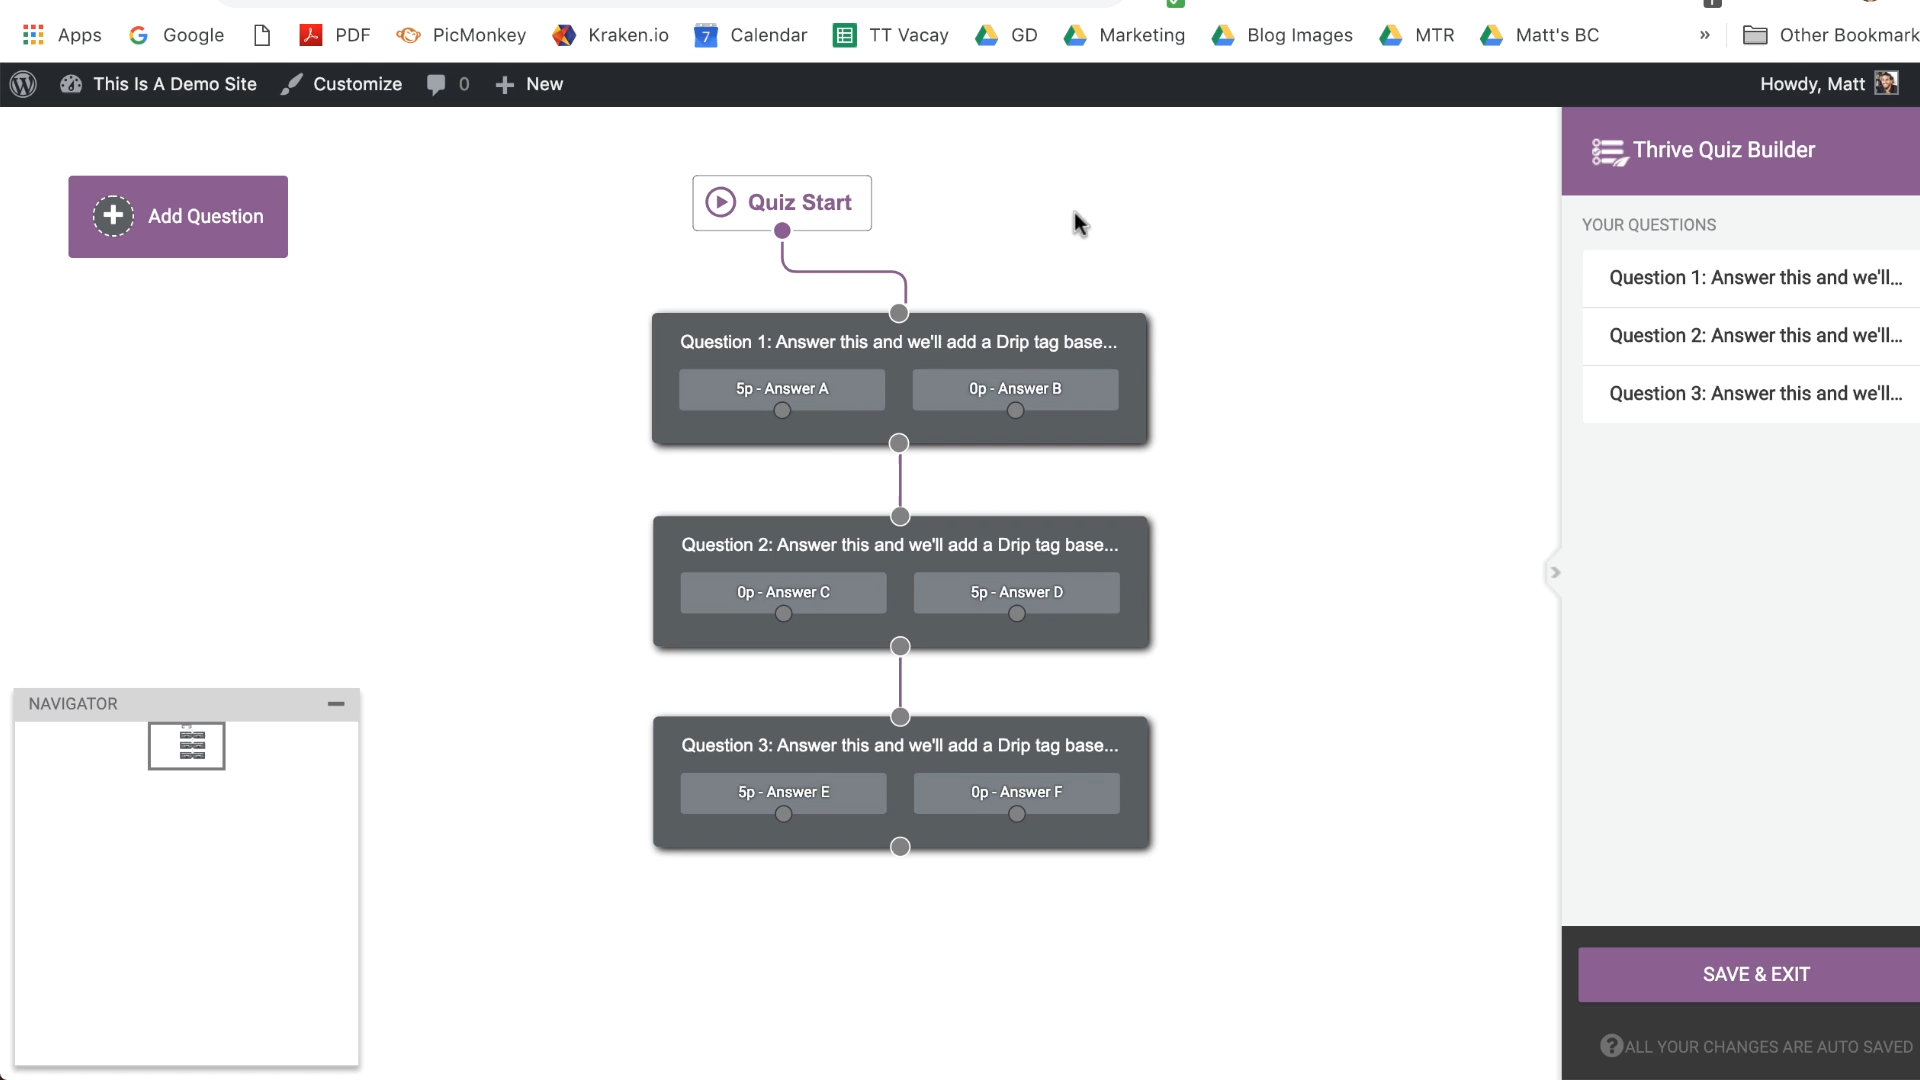 Apps
Google
PDF
PicMonkey
Kraken.io
7
Calendar
TT Vacay
GD
Marketing
Blog Images
MTR
Matt's BC
»
Other Bookmark
This Is A Demo Site
Customize
0
New
Howdy, Matt
Add Question
Quiz Start
Question 1: Answer this and we'll add a Drip tag base...
5p - Answer A
0p - Answer B
Question 2: Answer this and we'll add a Drip tag base...
0p - Answer C
5p - Answer D
Question 3: Answer this and we'll add a Drip tag base...
5p - Answer E
0p - Answer F
NAVIGATOR
Thrive Quiz Builder
YOUR QUESTIONS
Question 1: Answer this and we'll...
Question 2: Answer this and we'll...
Question 3: Answer this and we'll...
SAVE & EXIT
ALL YOUR CHANGES ARE AUTO SAVED